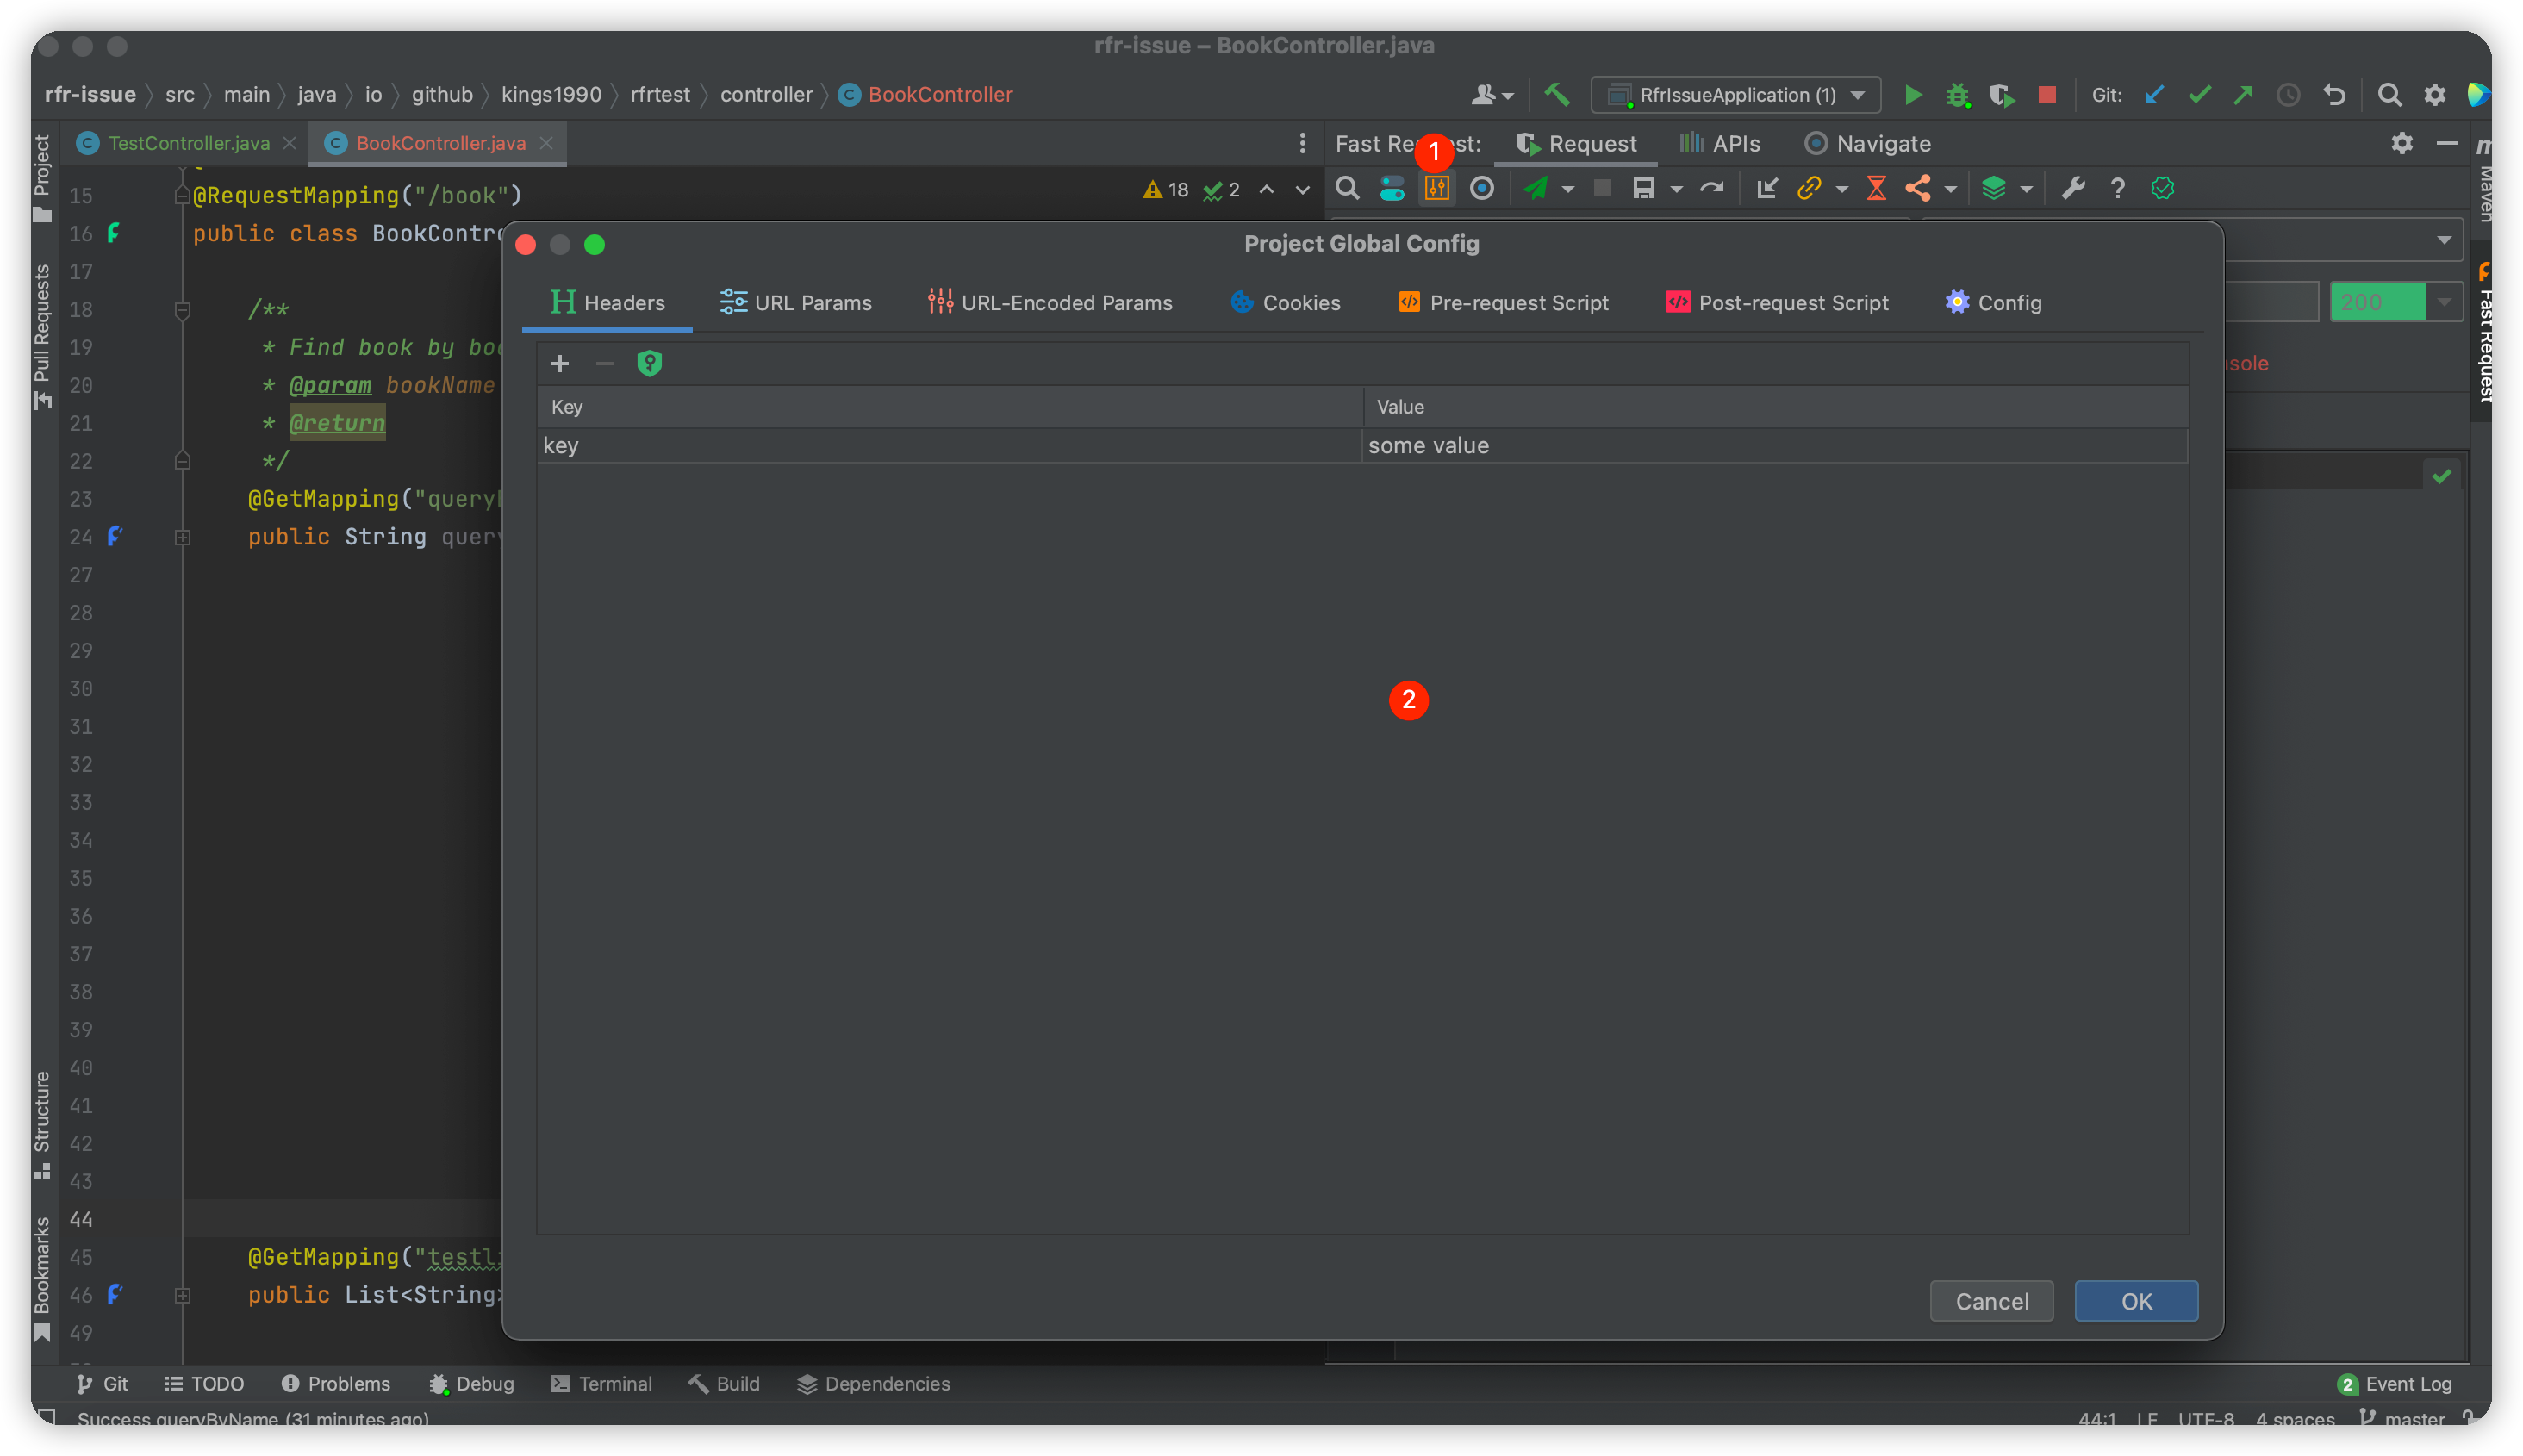 rfr-issue – BookController.java
rfr-issue src main java io github kings1990 rfrtest controller BookController
RfrIssueApplication (1)
Git:
TestController.java
BookController.java
Fast Request:
1
Request
APIs
Navigate
Project
Pull Requests
Structure
Bookmarks
Maven
Fast Request
18
2
15 @RequestMapping("/book")
16 public class BookContro
17
18 /**
19 * Find book by boo
20 * @param bookName
21 * @return
22 */
23 @GetMapping("query
24 public String query
27
28
29
30
31
32
33
34
35
36
37
38
39
40
41
42
43
44
45 @GetMapping("testli
46 public List<String>
49
200
sole
Project Global Config
Headers
URL Params
URL-Encoded Params
Cookies
Pre-request Script
Post-request Script
Config
Key Value
key some value
2
Cancel
OK
Git
TODO
Problems
Debug
Terminal
Build
Dependencies
2 Event Log
Success queryByName (31 minutes ago)
44:1 LF UTF-8 4 spaces master